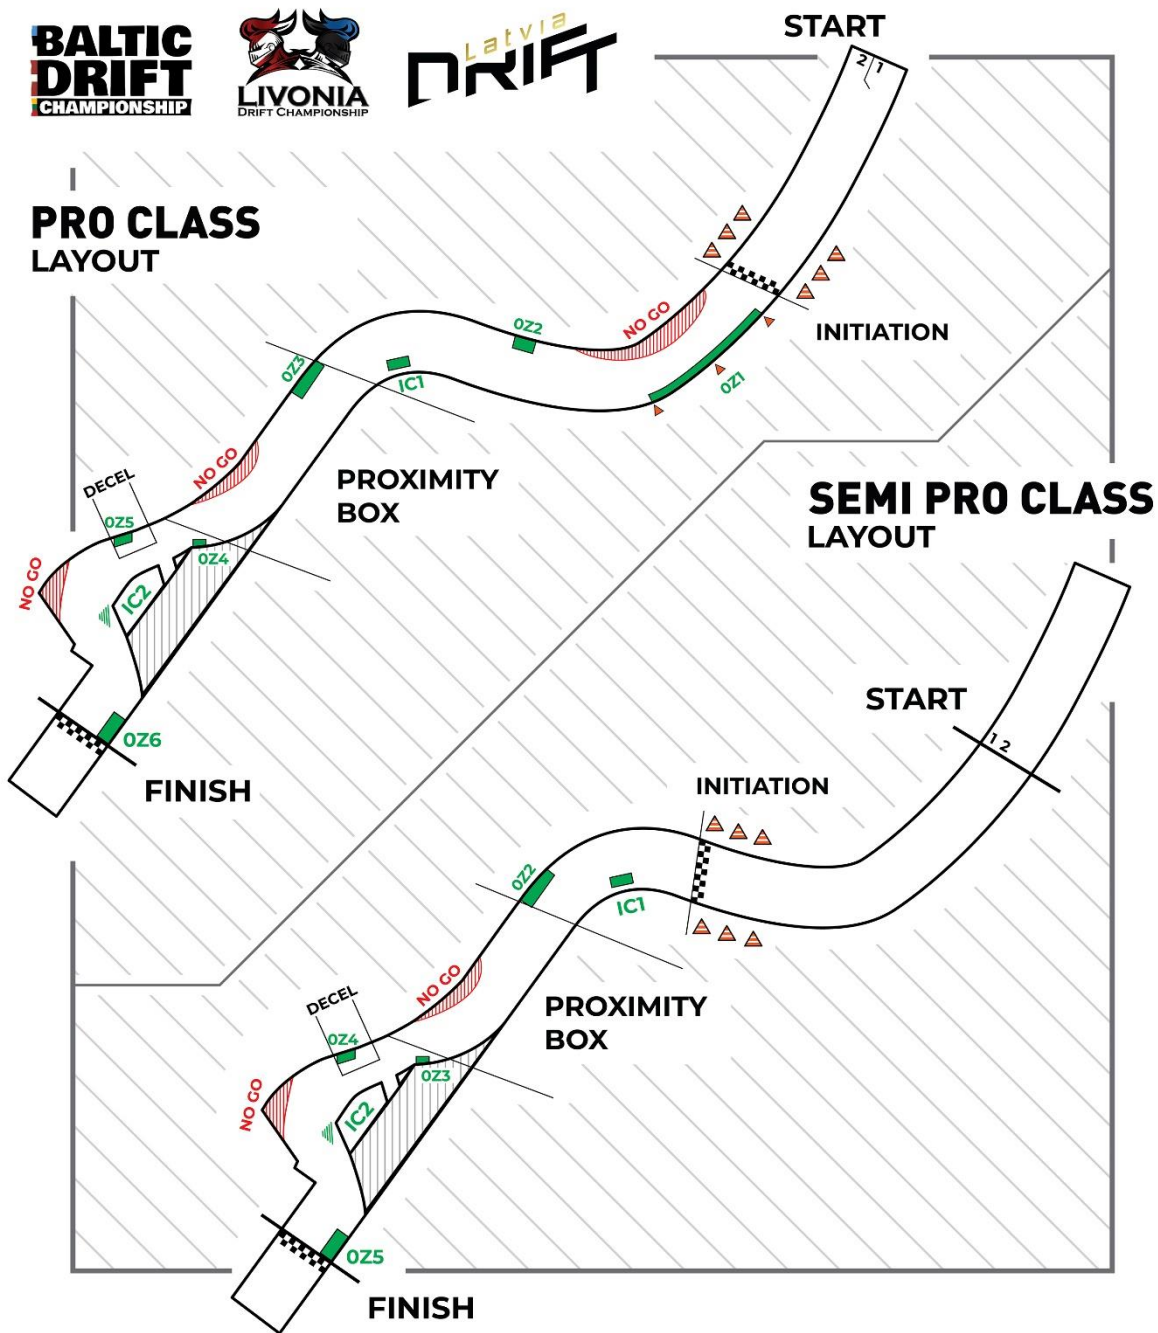 BALTIC
DRIFT
CHAMPIONSHIP
LIVONIA
DRIFT CHAMPIONSHIP
Latvia
DRIFT
START
2 1
PRO CLASS
LAYOUT
INITIATION
NO GO
OZ1
OZ2
IC1
OZ3
PROXIMITY
BOX
NO GO
DECEL
OZ5
OZ4
NO GO
IC2
OZ6
FINISH
SEMI PRO CLASS
LAYOUT
START
1 2
INITIATION
OZ2
IC1
PROXIMITY
BOX
NO GO
DECEL
OZ4
OZ3
NO GO
IC2
OZ5
FINISH